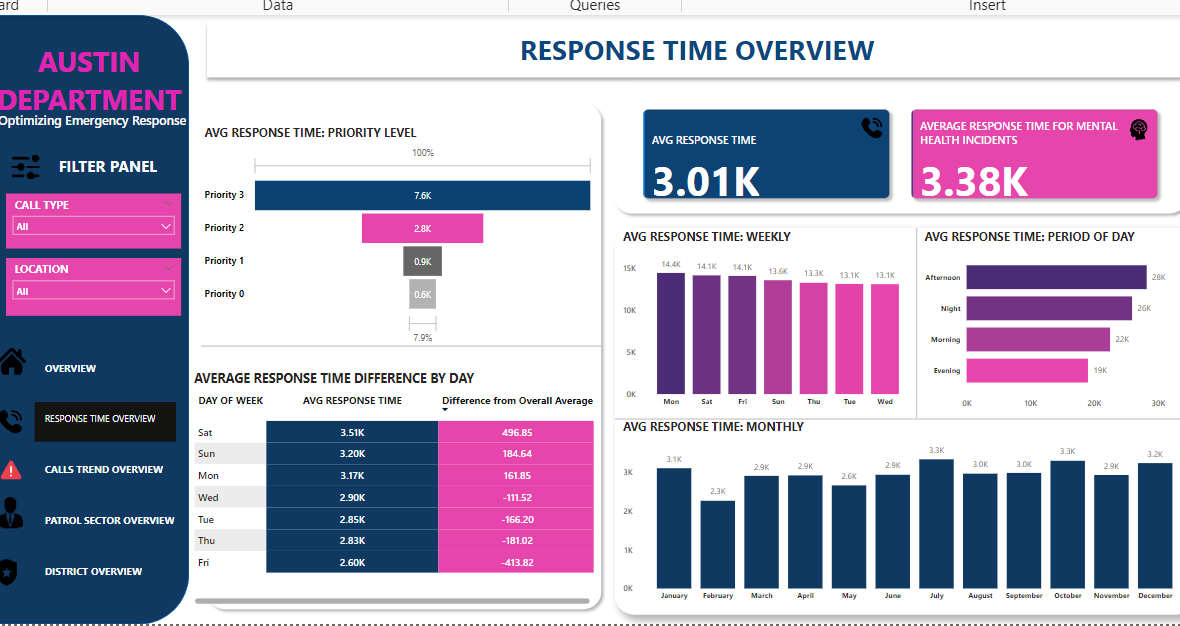 ard
Data
Queries
Insert
AUSTIN
DEPARTMENT
Optimizing Emergency Response
FILTER PANEL
CALL TYPE
All
LOCATION
All
OVERVIEW
RESPONSE TIME OVERVIEW
CALLS TREND OVERVIEW
PATROL SECTOR OVERVIEW
DISTRICT OVERVIEW
RESPONSE TIME OVERVIEW
AVG RESPONSE TIME: PRIORITY LEVEL
100%
Priority 3
7.6K
Priority 2
2.8K
Priority 1
0.9K
Priority 0
0.6K
7.9%
AVERAGE RESPONSE TIME DIFFERENCE BY DAY
DAY OF WEEK AVG RESPONSE TIME Difference from Overall Average
Sat 3.51K 496.85
Sun 3.20K 184.64
Mon 3.17K 161.85
Wed 2.90K -111.52
Tue 2.85K -166.20
Thu 2.83K -181.02
Fri 2.60K -413.82
AVG RESPONSE TIME
3.01K
AVERAGE RESPONSE TIME FOR MENTAL
HEALTH INCIDENTS
3.38K
AVG RESPONSE TIME: WEEKLY
14.4K 14.1K 14.1K 13.6K 13.3K 13.1K 13.1K
15K
10K
5K
0K
Mon Sat Fri Sun Thu Tue Wed
AVG RESPONSE TIME: PERIOD OF DAY
Afternoon 28K
Night 26K
Morning 22K
Evening 19K
0K 10K 20K 30K
AVG RESPONSE TIME: MONTHLY
3.1K 2.3K 2.9K 2.9K 2.6K 2.9K 3.3K 3.0K 3.0K 3.3K 2.9K 3.2K
3K
2K
1K
0K
January February March April May June July August September October November December